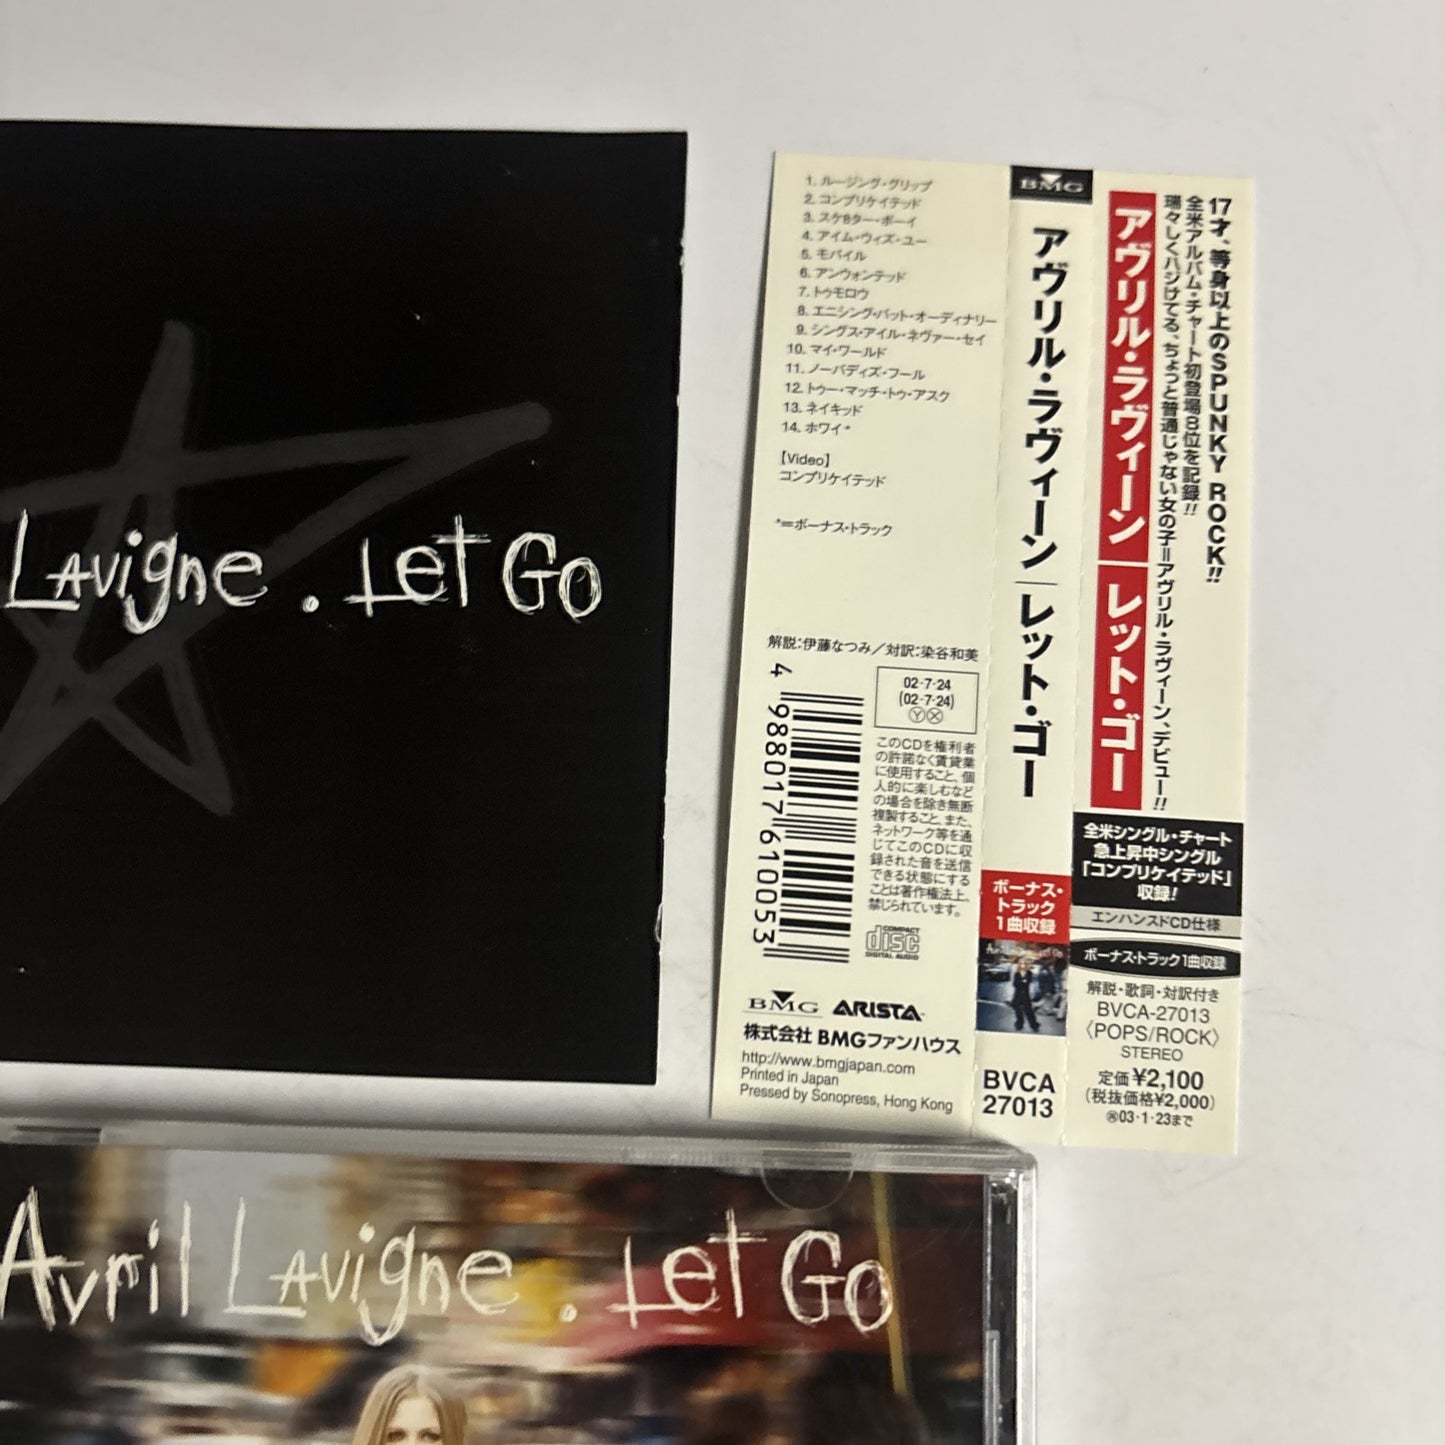 Lavigne . Let Go
1. ルージング・グリップ
2. コンプリケイテッド
3. スケ8ター・ボーイ
4. アイム・ウィズ・ユー
5. モバイル
6. アンウォンテッド
7. トゥモロウ
8. エニシング・バット・オーディナリー
9. シングス・アイル・ネヴァー・セイ
10. マイ・ワールド
11. ノーバディズ・フール
12. トゥー・マッチ・トゥ・アスク
13. ネイキッド
14. ホワイ*
【Video】
コンプリケイテッド
*=ボーナス・トラック
解説:伊藤なつみ/対訳:染谷和美
4 988017 610053
02・7・24
(02・7・24)
Ⓨ Ⓧ
このCDを権利者
の許諾なく賃貸業
に使用すること、個
人的に楽しむなど
の場合を除き無断
複製すること、また、
ネットワーク等を通
じてこのCDに収
録された音を送信
できる状態にする
ことは著作権法上、
禁じられています。
COMPACT
disc
DIGITAL AUDIO
BMG ARISTA
株式会社 BMGファンハウス
http://www.bmgjapan.com
Printed in Japan
Pressed by Sonopress, Hong Kong
BMG
アヴリル・ラヴィーン|レット・ゴー
ボーナス・
トラック
1曲収録
BVCA
27013
17才、等身以上のSPUNKY ROCK!!
全米アルバム・チャート初登場8位を記録!!
瑞々しくハジけてる、ちょっと普通じゃない女の子=アヴリル・ラヴィーン、デビュー!!
アヴリル・ラヴィーン|レット・ゴー
全米シングル・チャート
急上昇中シングル
「コンプリケイテッド」
収録!
エンハンスドCD仕様
ボーナス・トラック1曲収録
解説・歌詞・対訳付き
BVCA-27013
〈POPS/ROCK〉
STEREO
定価¥2,100
(税抜価格¥2,000)
㊄03・1・23まで
Avril Lavigne . Let Go